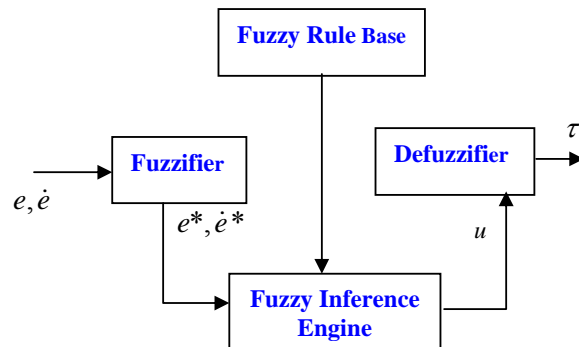 Fuzzy Rule Base
τ
Fuzzifier
Defuzzifier
e, ė
e*, ė*
u
Fuzzy Inference
Engine